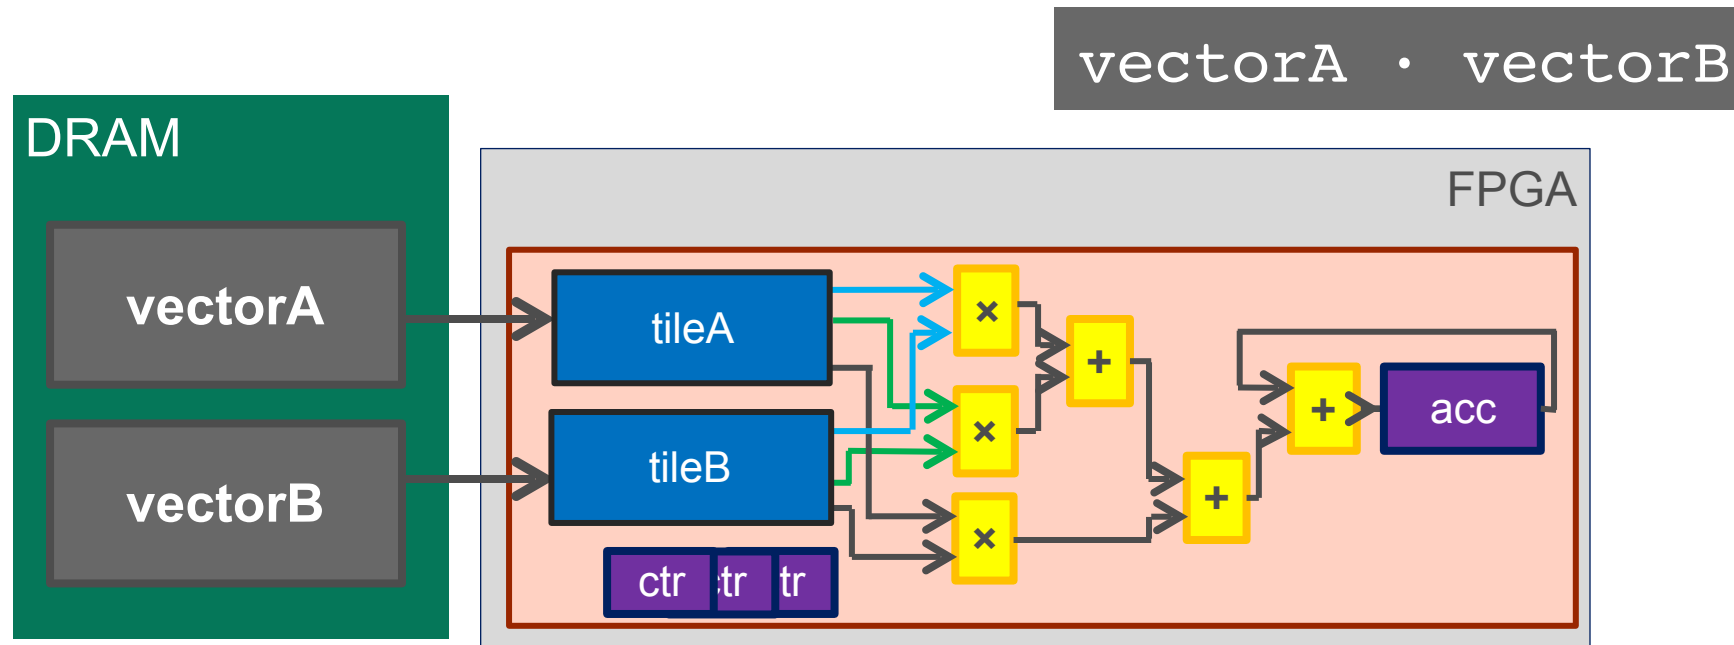 vectorA · vectorB
DRAM
FPGA
vectorA
vectorB
tileA
tileB
×
×
×
+
+
+
acc
ctr
tr
tr